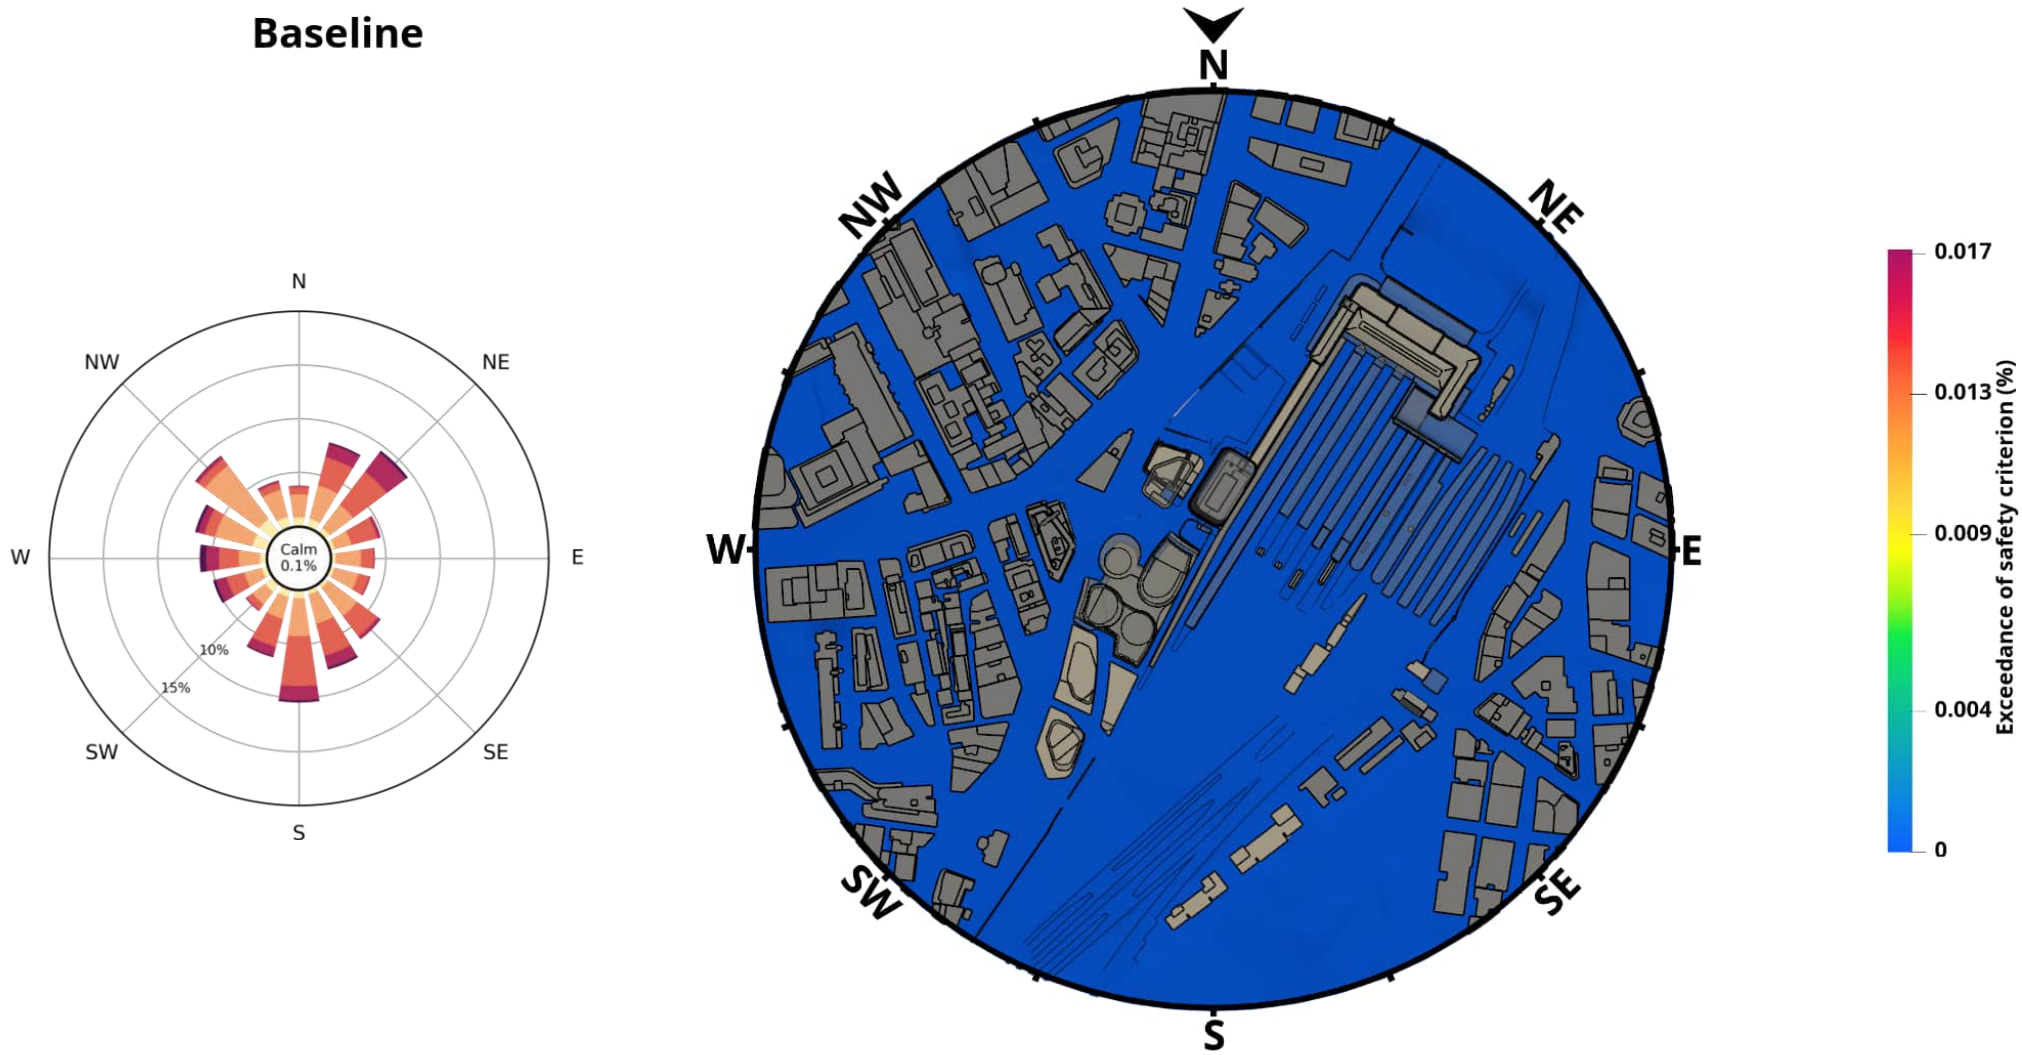 Baseline
N
NE
E
SE
S
SW
W
NW
Calm
0.1%
10%
15%
N
NE
E
SE
S
SW
W
NW
0.017
0.013
0.009
0.004
0
Exceedance of safety criterion (%)